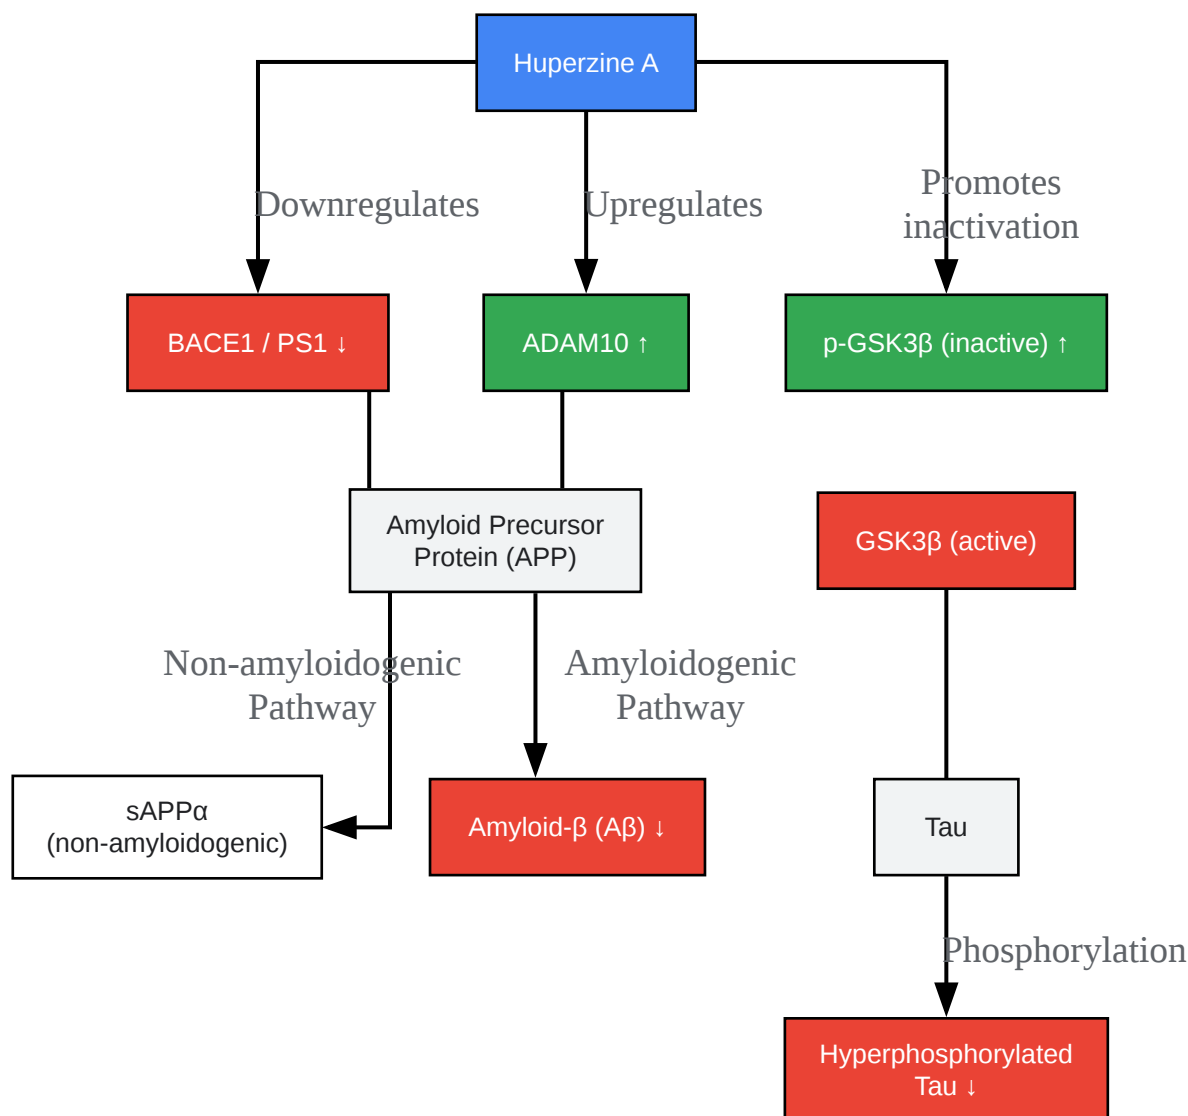 Huperzine A
Downregulates
Upregulates
Promotes
inactivation
BACE1 / PS1 ↓
ADAM10 ↑
p-GSK3β (inactive) ↑
Amyloid Precursor
Protein (APP)
GSK3β (active)
Non-amyloidogenic
Pathway
Amyloidogenic
Pathway
sAPPα
(non-amyloidogenic)
Amyloid-β (Aβ) ↓
Tau
Phosphorylation
Hyperphosphorylated
Tau ↓